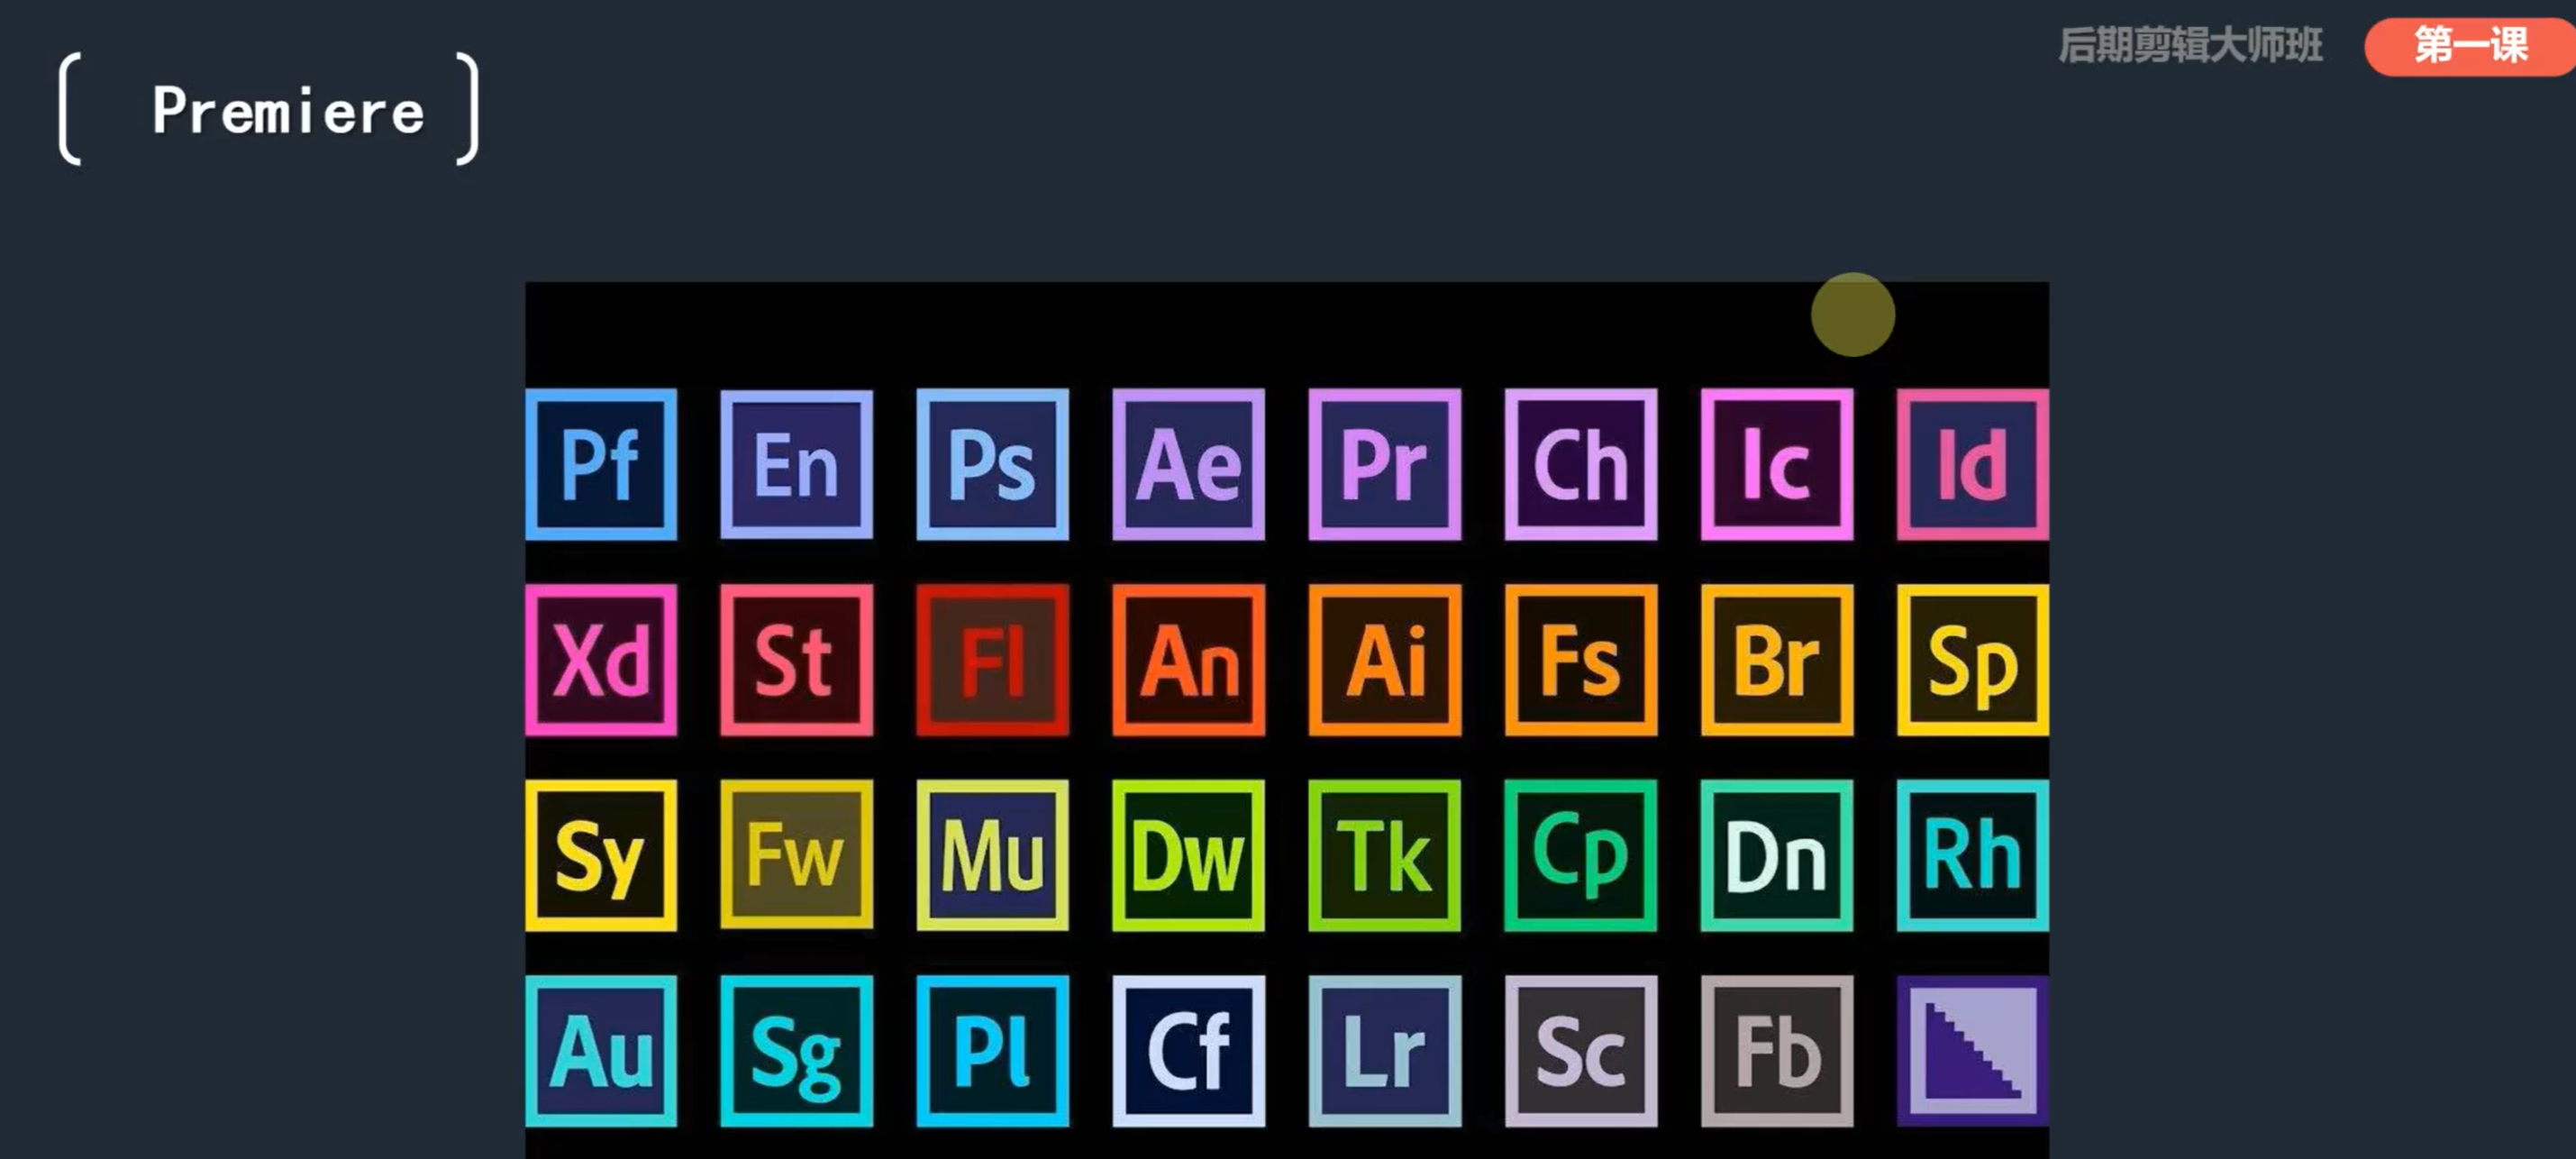 后期剪辑大师班 第一课
Premiere
Pf En Ps Ae Pr Ch Ic Id
Xd St Fl An Ai Fs Br Sp
Sy Fw Mu Dw Tk Cp Dn Rh
Au Sg Pl Cf Lr Sc Fb